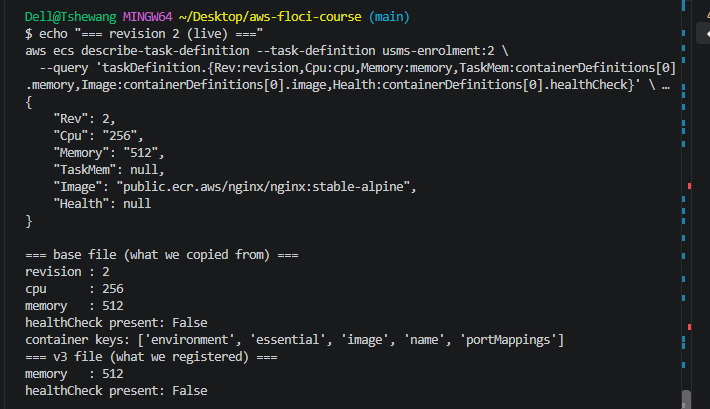 Dell@Tshewang MINGW64 ~/Desktop/aws-floci-course (main)
$ echo "=== revision 2 (live) ==="
aws ecs describe-task-definition --task-definition usms-enrolment:2 \
  --query 'taskDefinition.{Rev:revision,Cpu:cpu,Memory:memory,TaskMem:containerDefinitions[0]
.memory,Image:containerDefinitions[0].image,Health:containerDefinitions[0].healthCheck}' \ …
{
    "Rev": 2,
    "Cpu": "256",
    "Memory": "512",
    "TaskMem": null,
    "Image": "public.ecr.aws/nginx/nginx:stable-alpine",
    "Health": null
}

=== base file (what we copied from) ===
revision : 2
cpu      : 256
memory   : 512
healthCheck present: False
container keys: ['environment', 'essential', 'image', 'name', 'portMappings']
=== v3 file (what we registered) ===
memory   : 512
healthCheck present: False